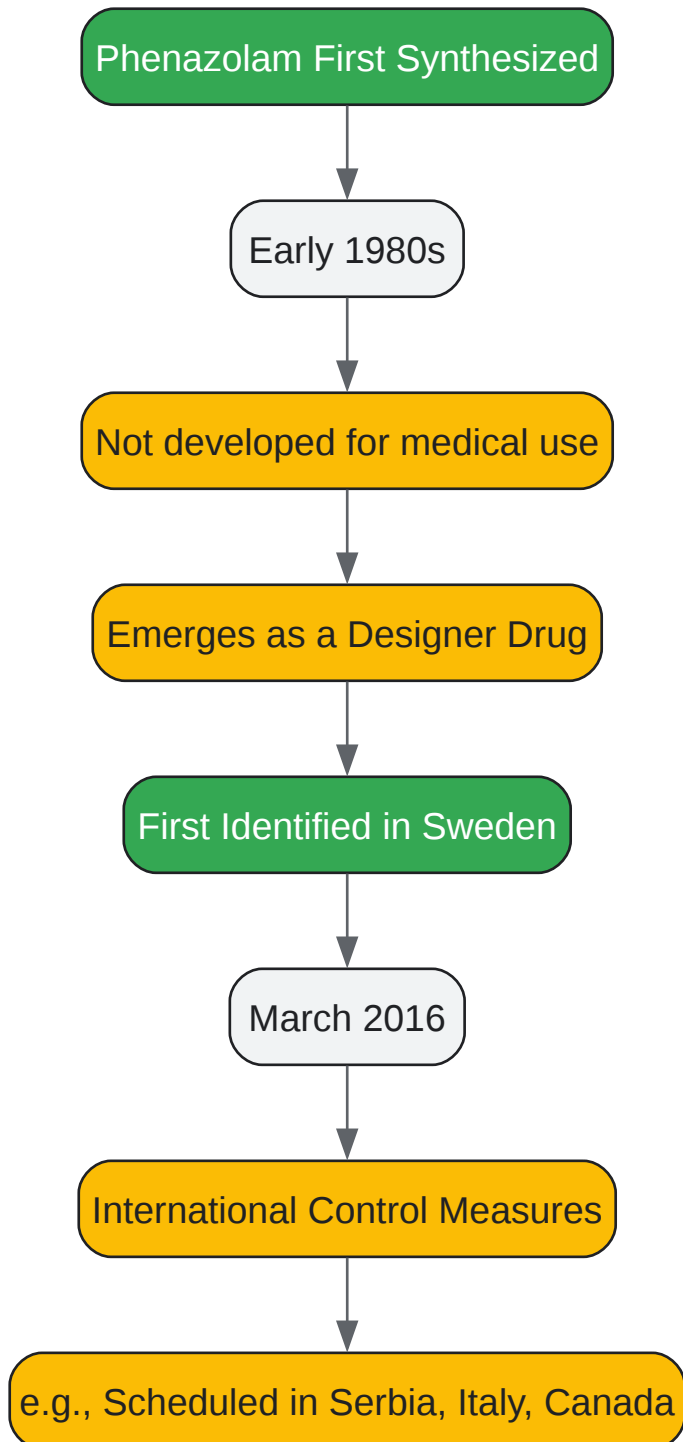 Phenazolam First Synthesized
Early 1980s
Not developed for medical use
Emerges as a Designer Drug
First Identified in Sweden
March 2016
International Control Measures
e.g., Scheduled in Serbia, Italy, Canada